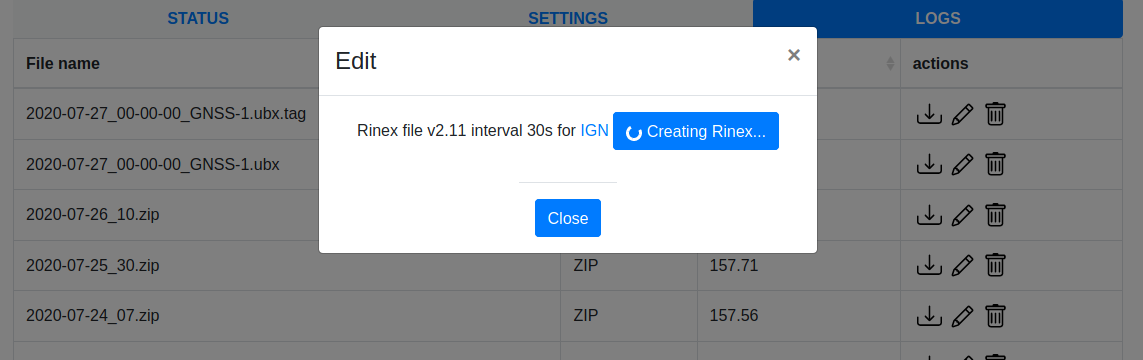 STATUS SETTINGS LOGS
Edit ×
File name actions
2020-07-27_00-00-00_GNSS-1.ubx.tag
Rinex file v2.11 interval 30s for IGN Creating Rinex...
2020-07-27_00-00-00_GNSS-1.ubx
2020-07-26_10.zip
Close
2020-07-25_30.zip ZIP 157.71
2020-07-24_07.zip ZIP 157.56